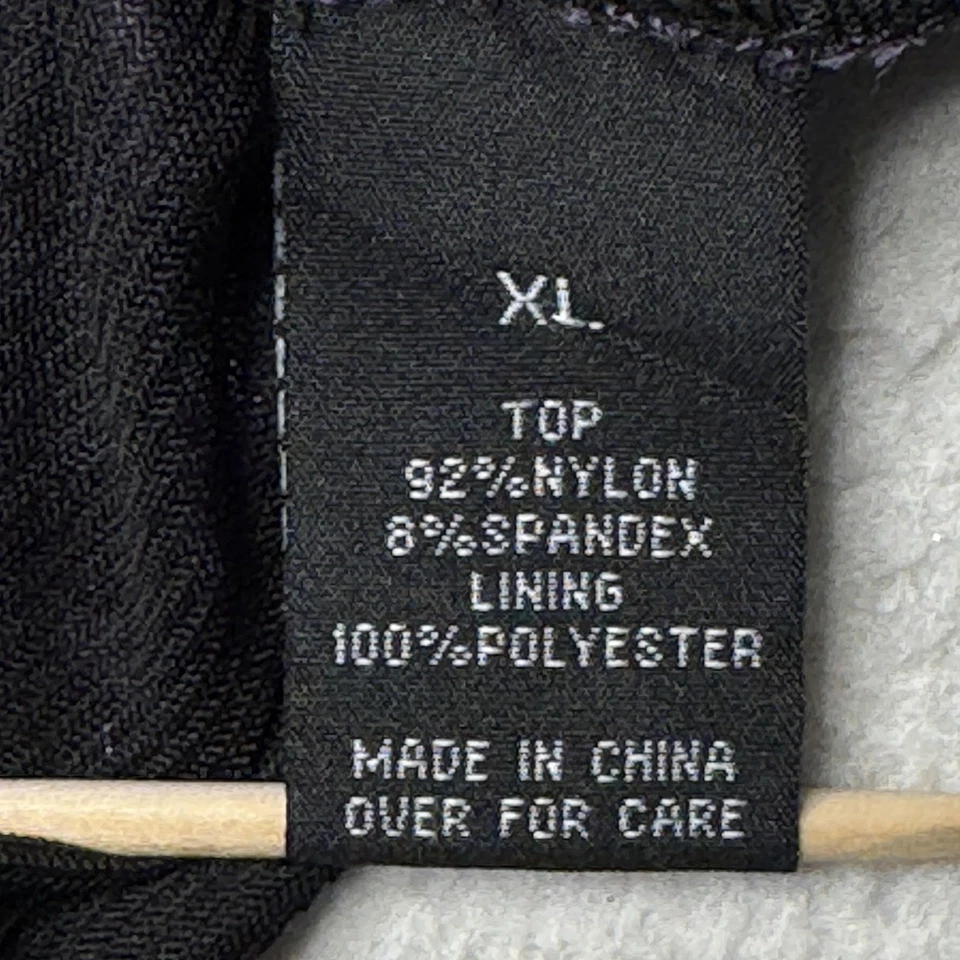 XL
TOP
92%NYLON
8%SPANDEX
LINING
100%POLYESTER
MADE IN CHINA
OVER FOR CARE